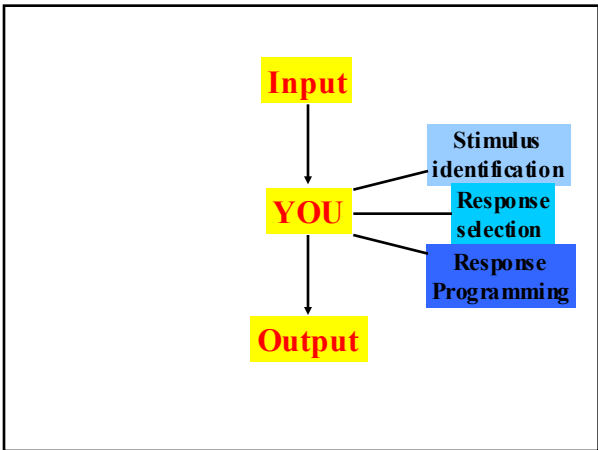 Input
Stimulus
identification
YOU
Response
selection
Response
Programming
Output